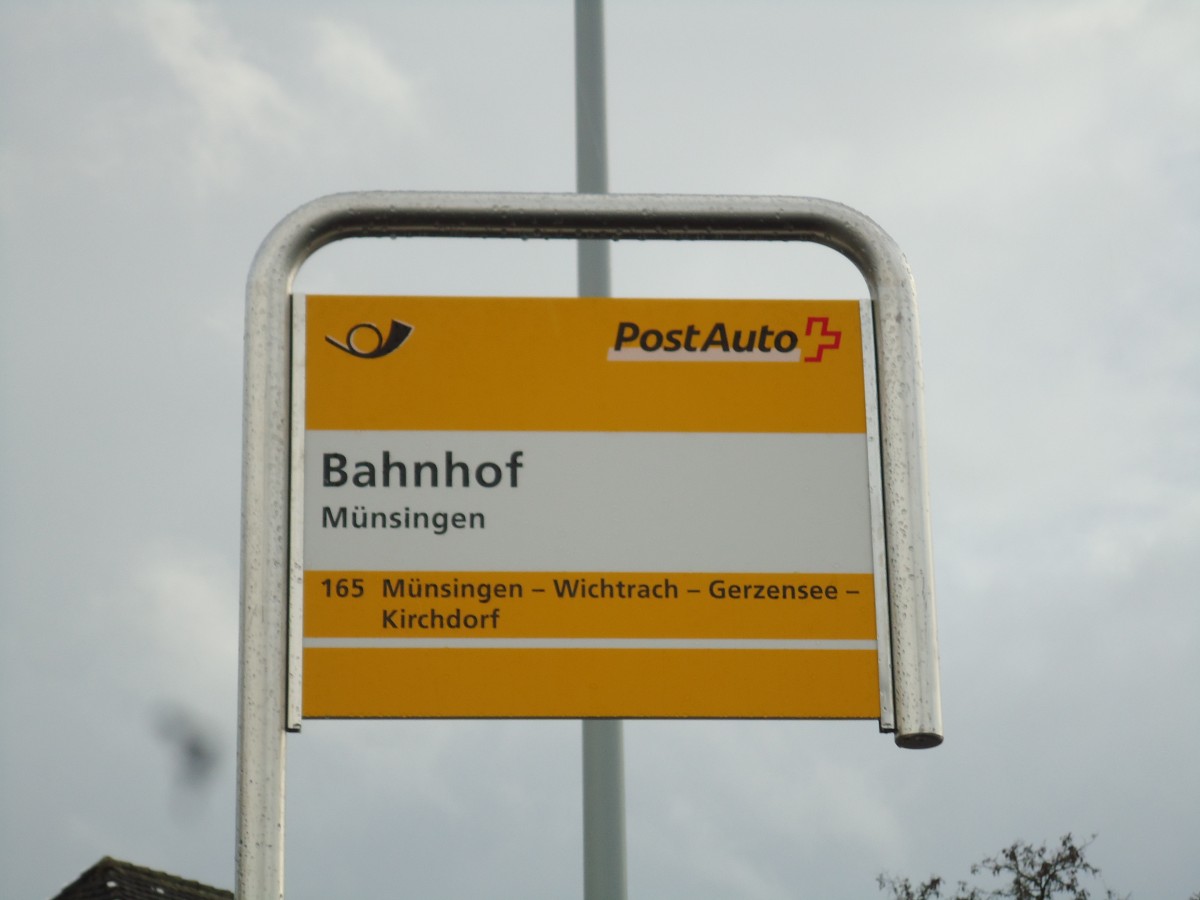 PostAuto
Bahnhof
Münsingen
165 Münsingen – Wichtrach – Gerzensee –
Kirchdorf